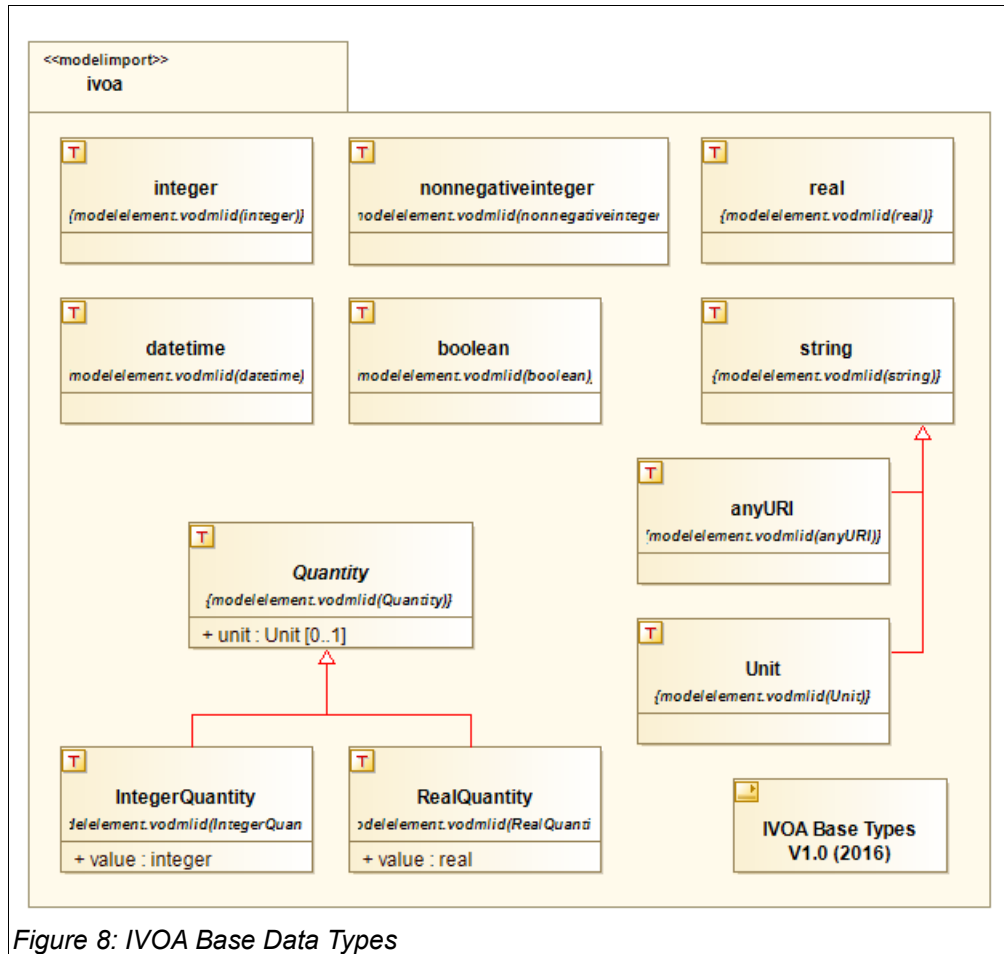 <<modelimport>>
ivoa
T
integer
{modelelement.vodmlid(integer)}
T
nonnegativeinteger
modelelement.vodmlid(nonnegativeinteger
T
real
{modelelement.vodmlid(real)}
T
datetime
modelelement.vodmlid(datetime)
T
boolean
modelelement.vodmlid(boolean)
T
string
{modelelement.vodmlid(string)}
T
anyURI
{modelelement.vodmlid(anyURI)}
T
Quantity
{modelelement.vodmlid(Quantity)}
+ unit : Unit [0..1]
T
Unit
{modelelement.vodmlid(Unit)}
T
IntegerQuantity
delelement.vodmlid(IntegerQuan
+ value : integer
T
RealQuantity
odelelement.vodmlid(RealQuanti
+ value : real
IVOA Base Types
V1.0 (2016)
Figure 8: IVOA Base Data Types